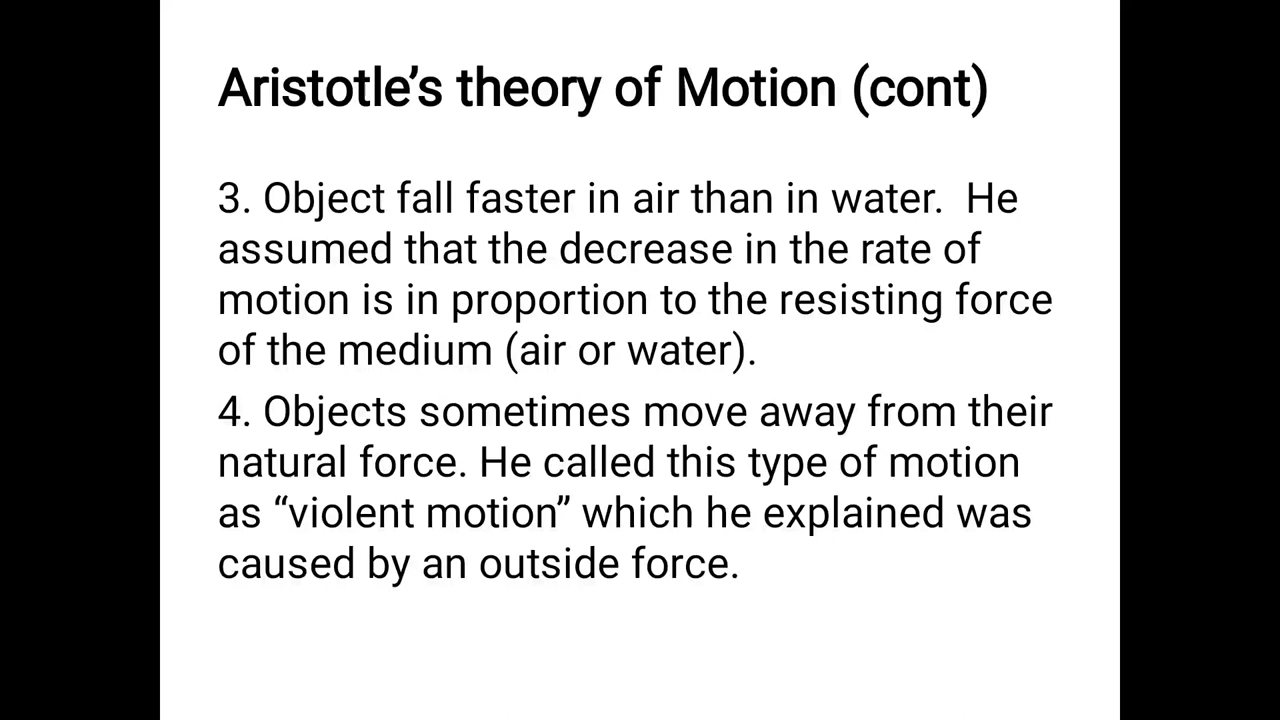 Aristotle’s theory of Motion (cont)
3. Object fall faster in air than in water.  He
assumed that the decrease in the rate of
motion is in proportion to the resisting force
of the medium (air or water).
4. Objects sometimes move away from their
natural force. He called this type of motion
as “violent motion” which he explained was
caused by an outside force.